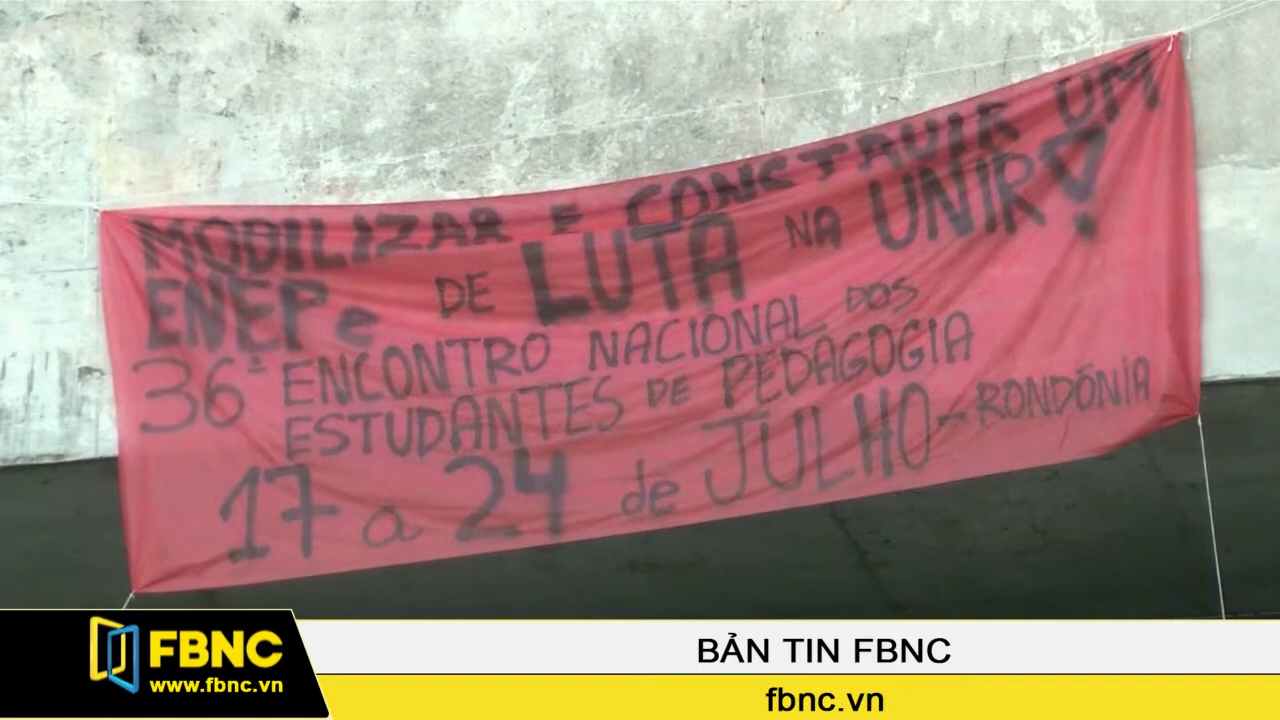 MOBILIZAR E CONSTRUIR UM
ENEPe DE LUTA NA UNIR!
36º ENCONTRO NACIONAL DOS
ESTUDANTES DE PEDAGOGIA
17 a 24 de JULHO - RONDÔNIA
FBNC
www.fbnc.vn
BẢN TIN FBNC
fbnc.vn